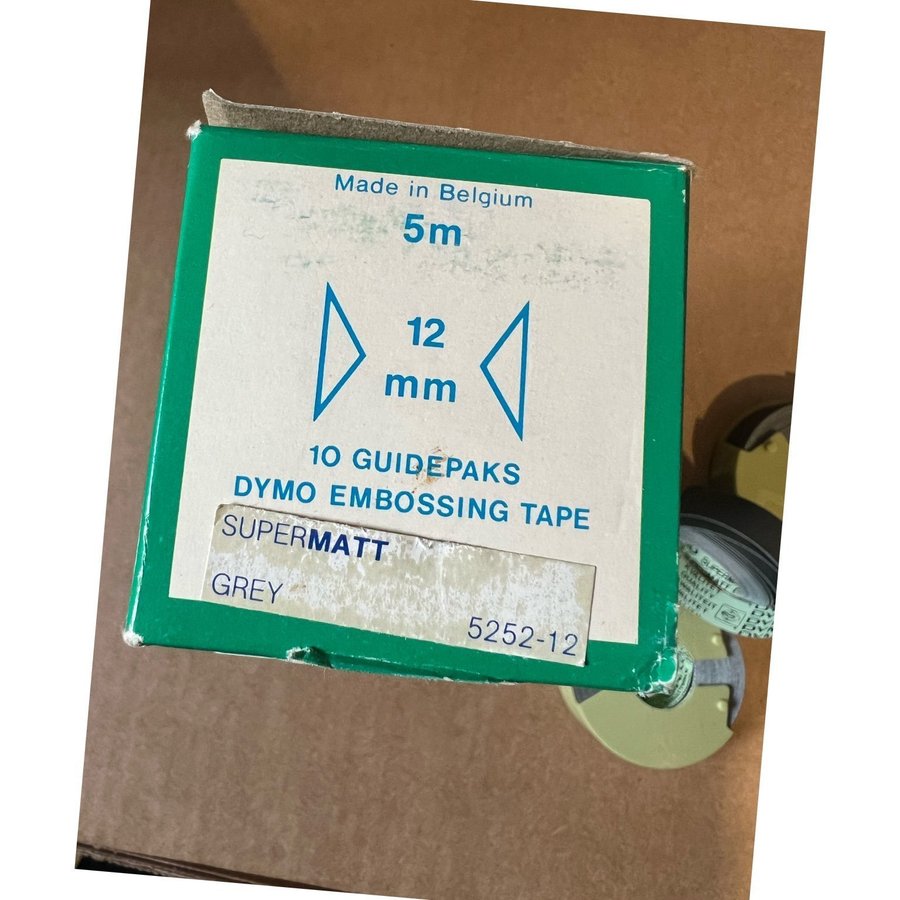 Made in Belgium
5m
12
mm
10 GUIDEPAKS
DYMO EMBOSSING TAPE
SUPERMATT
GREY
5252-12